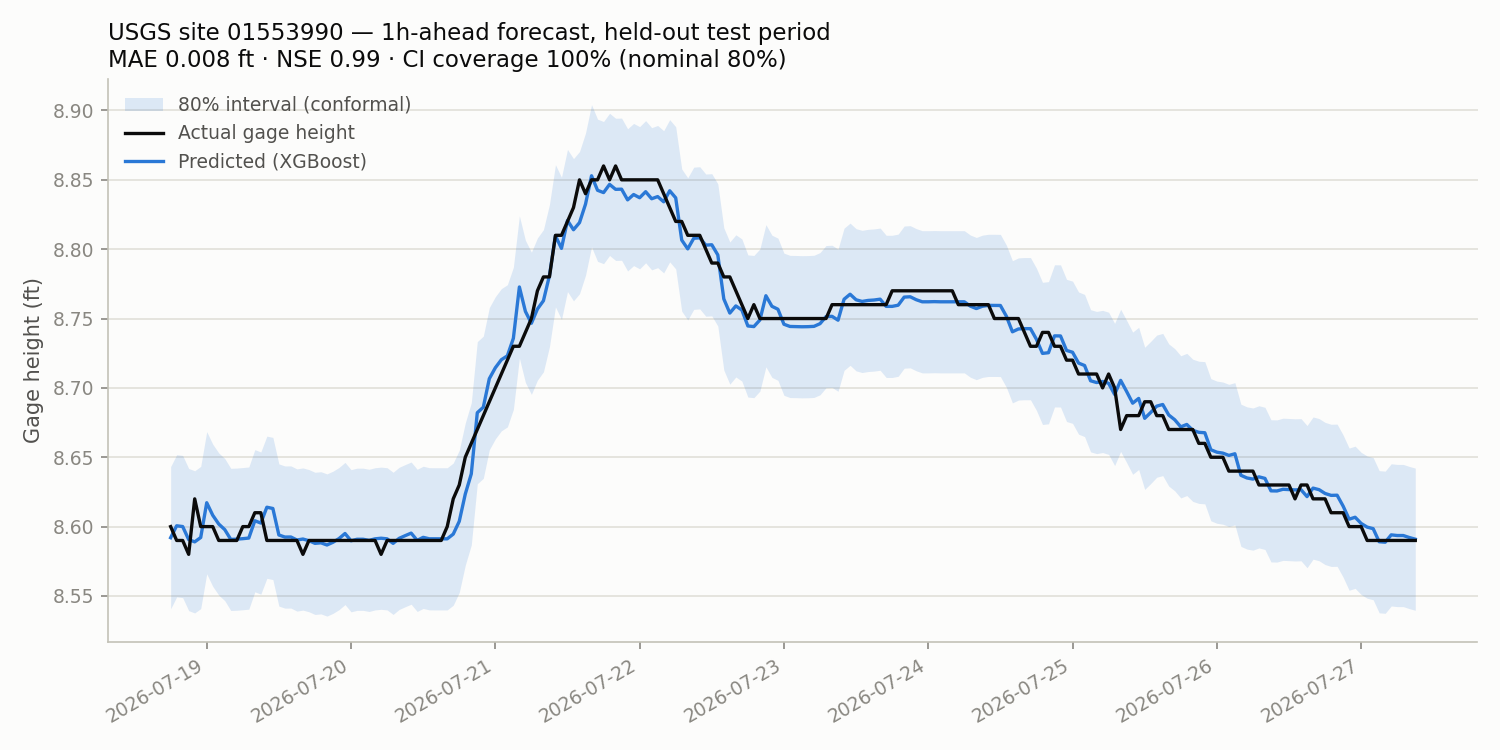 USGS site 01553990 — 1h-ahead forecast, held-out test period
MAE 0.008 ft · NSE 0.99 · CI coverage 100% (nominal 80%)
80% interval (conformal)
Actual gage height
Predicted (XGBoost)
Gage height (ft)
8.90
8.85
8.80
8.75
8.70
8.65
8.60
8.55
2026-07-19
2026-07-20
2026-07-21
2026-07-22
2026-07-23
2026-07-24
2026-07-25
2026-07-26
2026-07-27